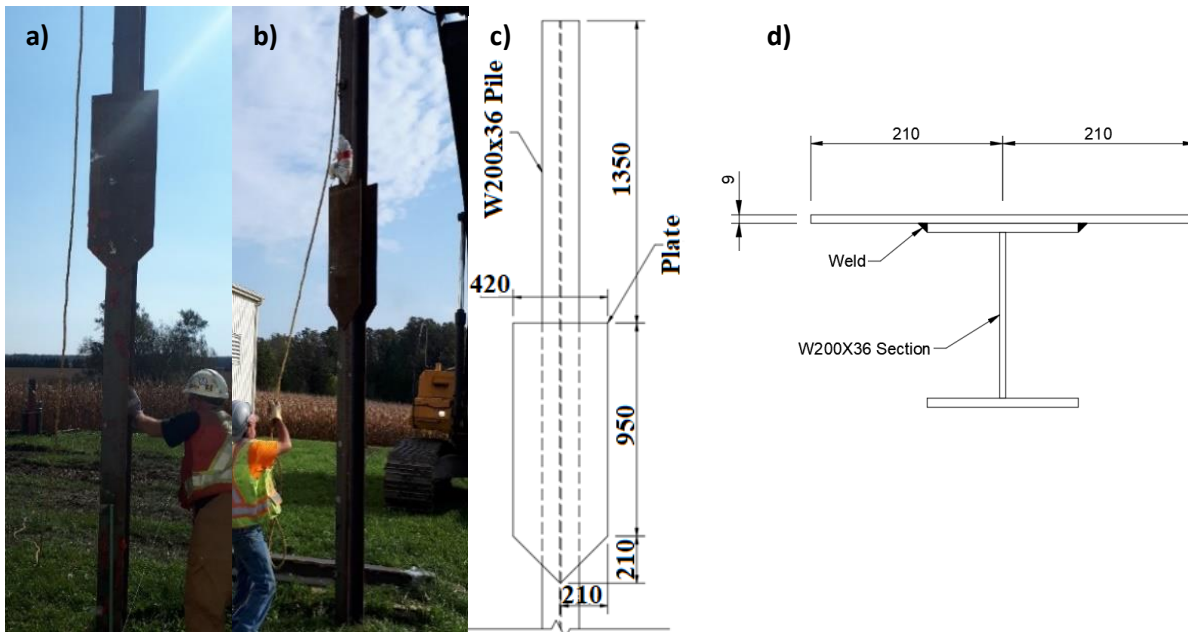 a)
b)
c)
d)
W200x36 Pile
1350
Plate
420
950
210
210
210
210
9
Weld
W200X36 Section